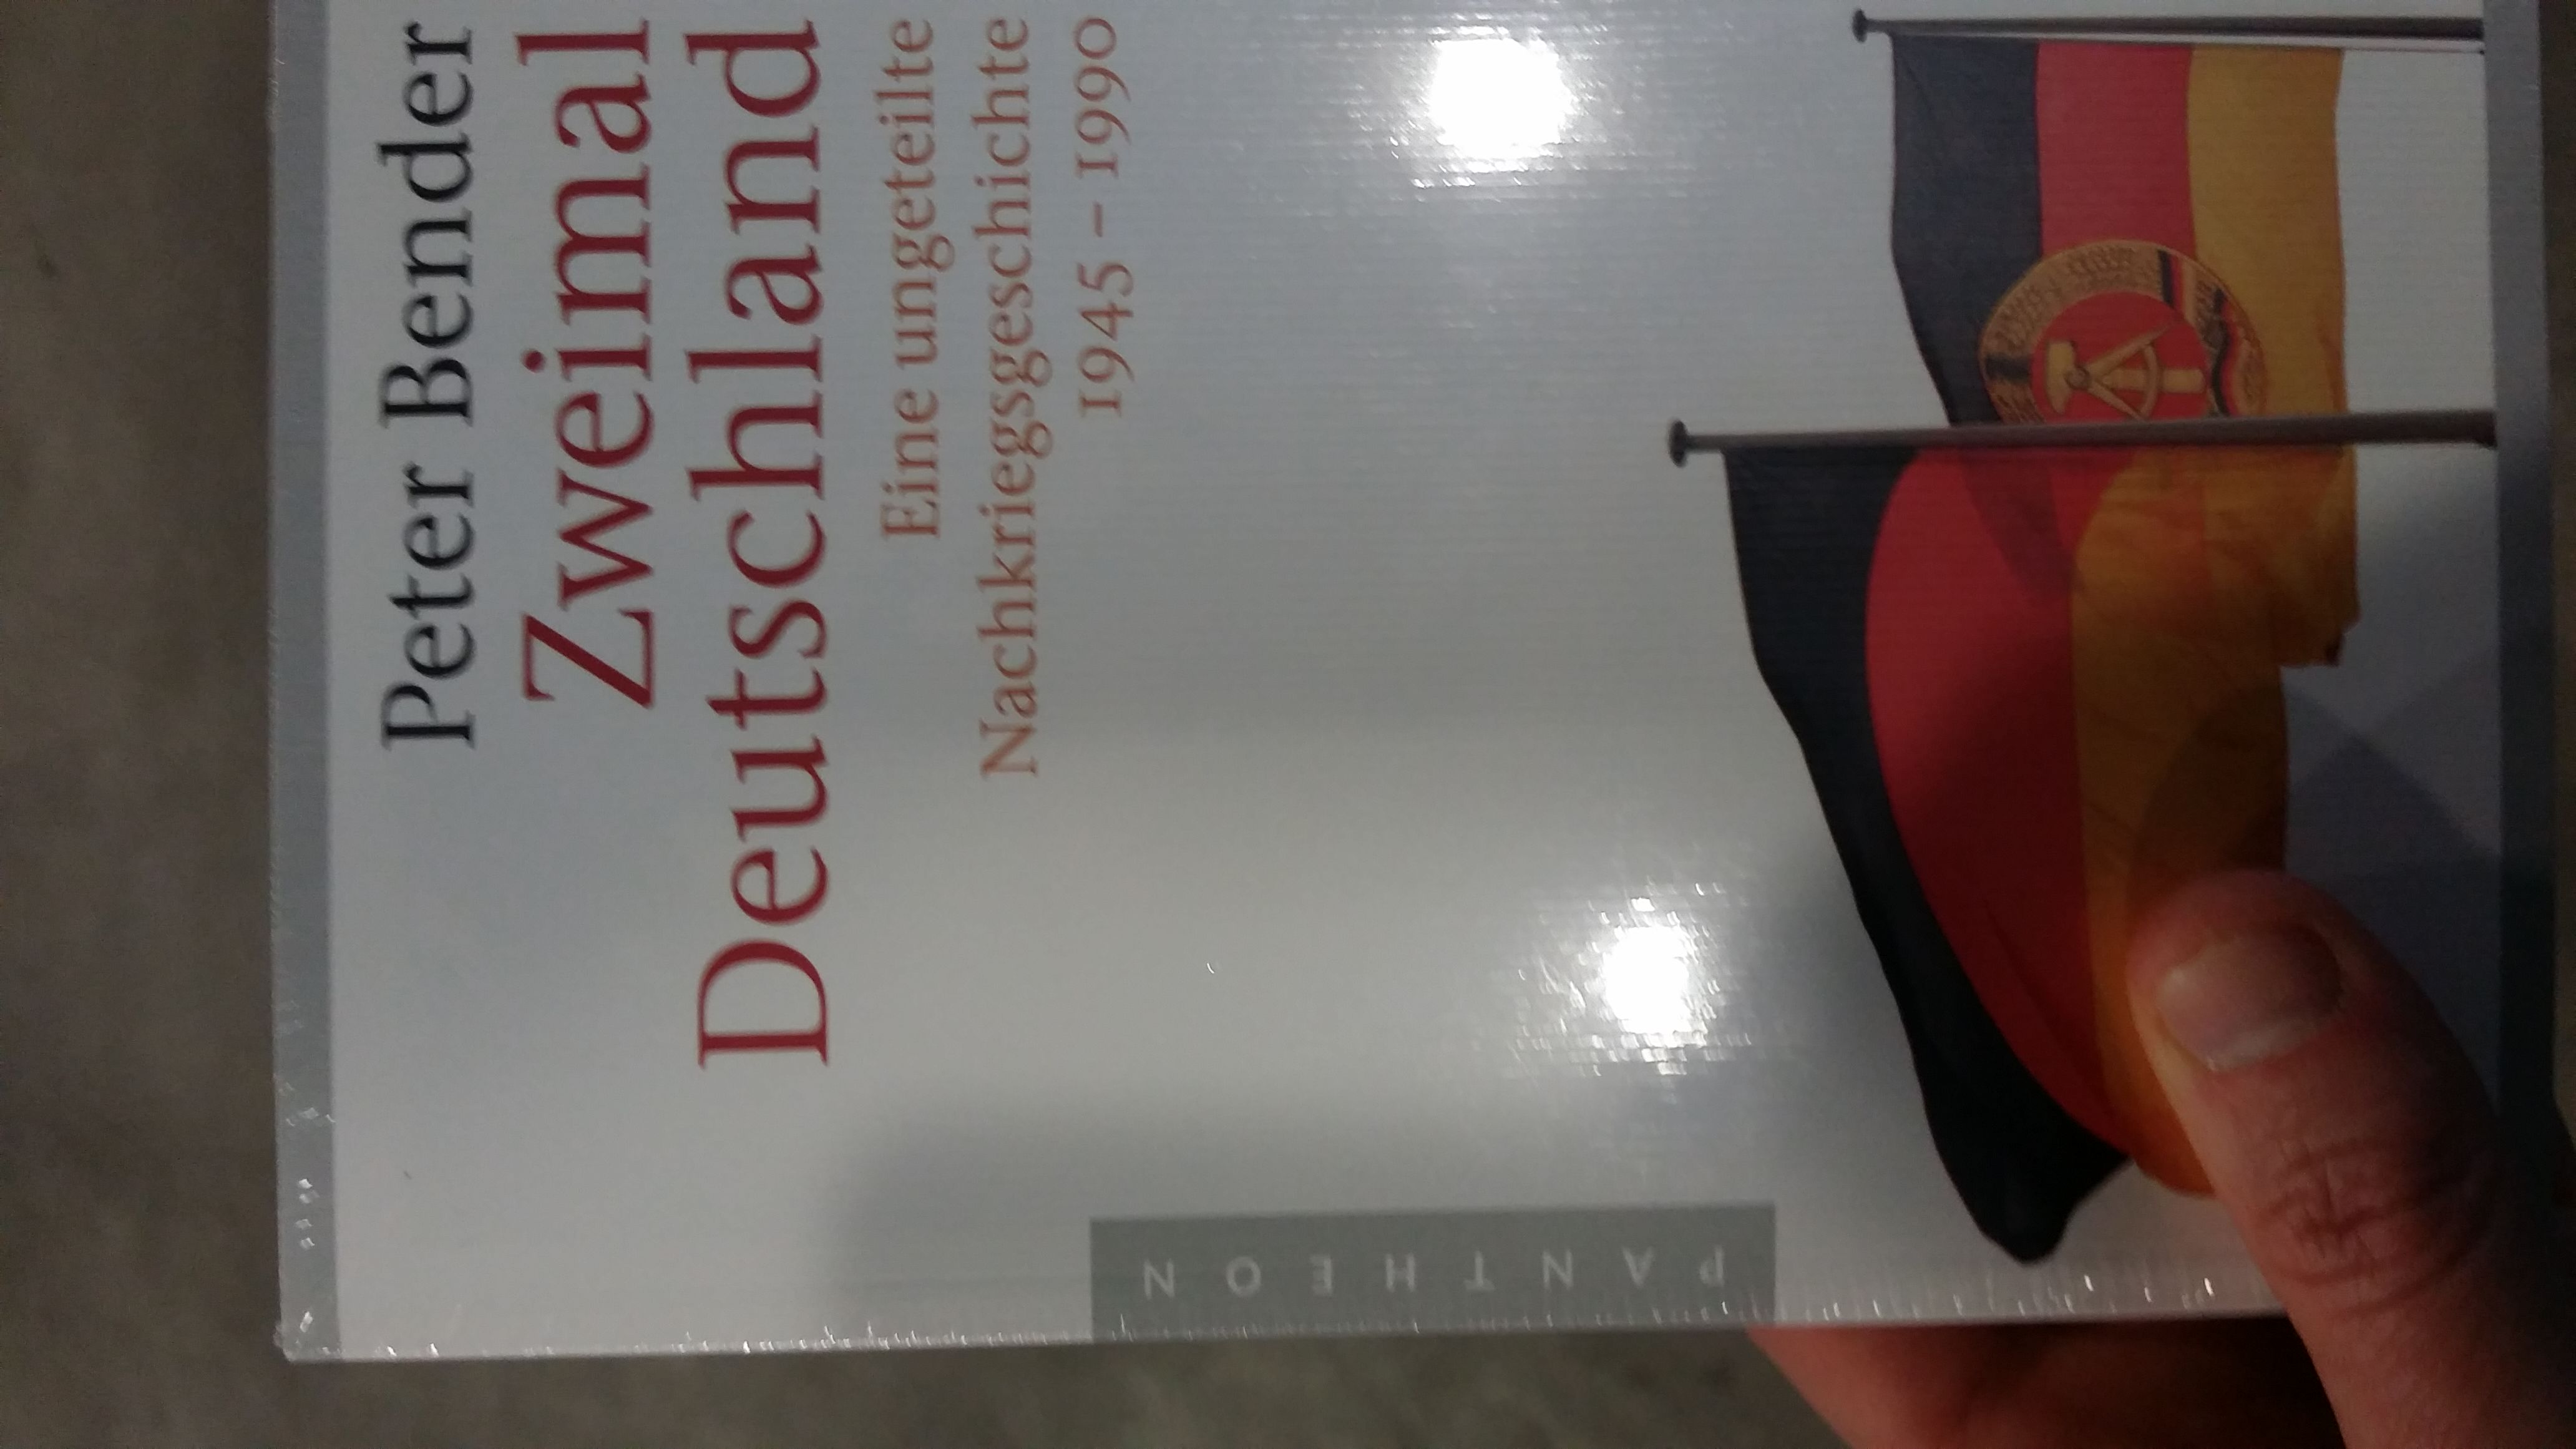 Peter Bender
Zweimal
Deutschland
Eine ungeteilte
Nachkriegsgeschichte
1945 – 1990
PANTHEON